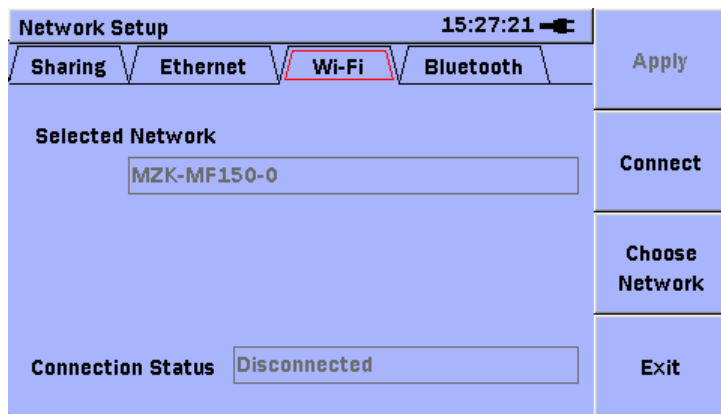 Network Setup 15:27:21
Sharing Ethernet Wi-Fi Bluetooth
Selected Network
MZK-MF150-0
Connection Status Disconnected
Apply
Connect
Choose
Network
Exit